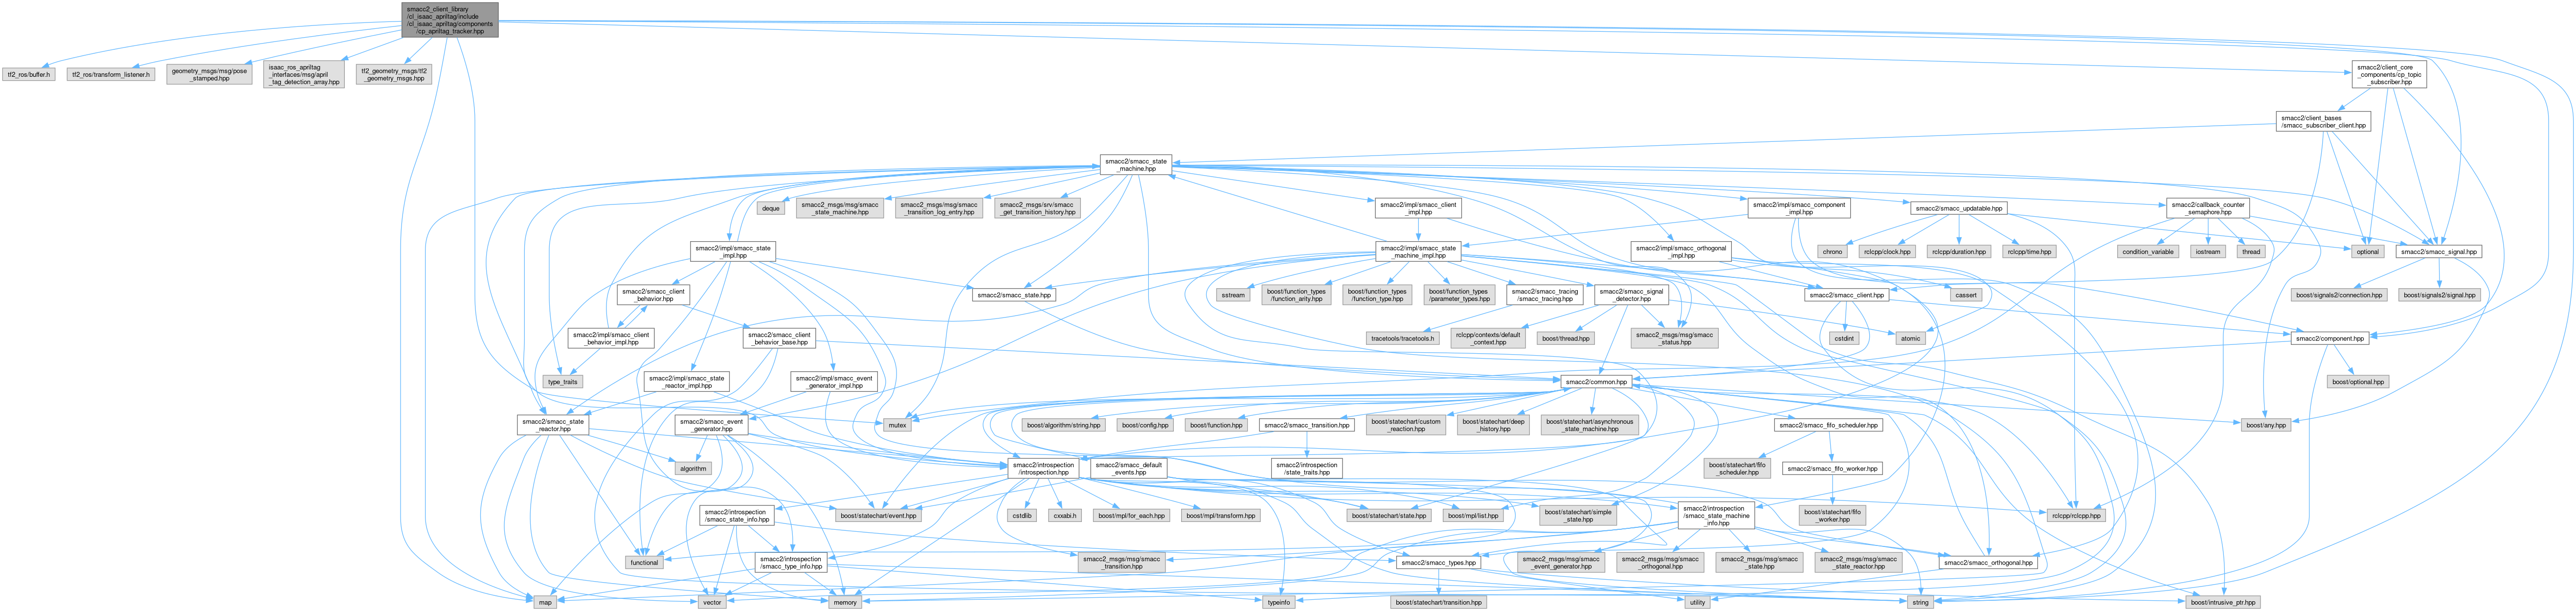 smacc2_client_library
/cl_isaac_apriltag/include
/cl_isaac_apriltag/components
/cp_apriltag_tracker.hpp
tf2_ros/buffer.h
tf2_ros/transform_listener.h
geometry_msgs/msg/pose
_stamped.hpp
isaac_ros_apriltag
_interfaces/msg/april
_tag_detection_array.hpp
tf2_geometry_msgs/tf2
_geometry_msgs.hpp
smacc2/client_core
_components/cp_topic
_subscriber.hpp
smacc2/client_bases
/smacc_subscriber_client.hpp
smacc2/smacc_state
_machine.hpp
deque
smacc2_msgs/msg/smacc
_state_machine.hpp
smacc2_msgs/msg/smacc
_transition_log_entry.hpp
smacc2_msgs/srv/smacc
_get_transition_history.hpp
smacc2/impl/smacc_client
_impl.hpp
smacc2/impl/smacc_component
_impl.hpp
smacc2/smacc_updatable.hpp
smacc2/callback_counter
_semaphore.hpp
smacc2/impl/smacc_state
_impl.hpp
smacc2/impl/smacc_state
_machine_impl.hpp
smacc2/impl/smacc_orthogonal
_impl.hpp
chrono
rclcpp/clock.hpp
rclcpp/duration.hpp
rclcpp/time.hpp
condition_variable
iostream
thread
optional
smacc2/smacc_signal.hpp
smacc2/smacc_client
_behavior.hpp
smacc2/smacc_state.hpp
sstream
boost/function_types
/function_arity.hpp
boost/function_types
/function_type.hpp
boost/function_types
/parameter_types.hpp
smacc2/smacc_tracing
/smacc_tracing.hpp
smacc2/smacc_signal
_detector.hpp
smacc2/smacc_client.hpp
cassert
boost/signals2/connection.hpp
boost/signals2/signal.hpp
smacc2/impl/smacc_client
_behavior_impl.hpp
smacc2/smacc_client
_behavior_base.hpp
tracetools/tracetools.h
rclcpp/contexts/default
_context.hpp
boost/thread.hpp
smacc2_msgs/msg/smacc
_status.hpp
atomic
cstdint
smacc2/component.hpp
type_traits
smacc2/impl/smacc_state
_reactor_impl.hpp
smacc2/impl/smacc_event
_generator_impl.hpp
smacc2/common.hpp
boost/optional.hpp
smacc2/smacc_state
_reactor.hpp
smacc2/smacc_event
_generator.hpp
mutex
boost/algorithm/string.hpp
boost/config.hpp
boost/function.hpp
smacc2/smacc_transition.hpp
boost/statechart/custom
_reaction.hpp
boost/statechart/deep
_history.hpp
boost/statechart/asynchronous
_state_machine.hpp
smacc2/smacc_fifo_scheduler.hpp
boost/any.hpp
algorithm
smacc2/introspection
/introspection.hpp
smacc2/smacc_default
_events.hpp
smacc2/introspection
/state_traits.hpp
boost/statechart/fifo
_scheduler.hpp
smacc2/smacc_fifo_worker.hpp
smacc2/introspection
/smacc_state_info.hpp
boost/statechart/event.hpp
cstdlib
cxxabi.h
boost/mpl/for_each.hpp
boost/mpl/transform.hpp
boost/statechart/state.hpp
boost/mpl/list.hpp
boost/statechart/simple
_state.hpp
smacc2/introspection
/smacc_state_machine
_info.hpp
boost/statechart/fifo
_worker.hpp
rclcpp/rclcpp.hpp
functional
smacc2/introspection
/smacc_type_info.hpp
smacc2_msgs/msg/smacc
_transition.hpp
smacc2/smacc_types.hpp
smacc2_msgs/msg/smacc
_event_generator.hpp
smacc2_msgs/msg/smacc
_orthogonal.hpp
smacc2_msgs/msg/smacc
_state.hpp
smacc2_msgs/msg/smacc
_state_reactor.hpp
smacc2/smacc_orthogonal.hpp
map
vector
memory
typeinfo
boost/statechart/transition.hpp
utility
string
boost/intrusive_ptr.hpp